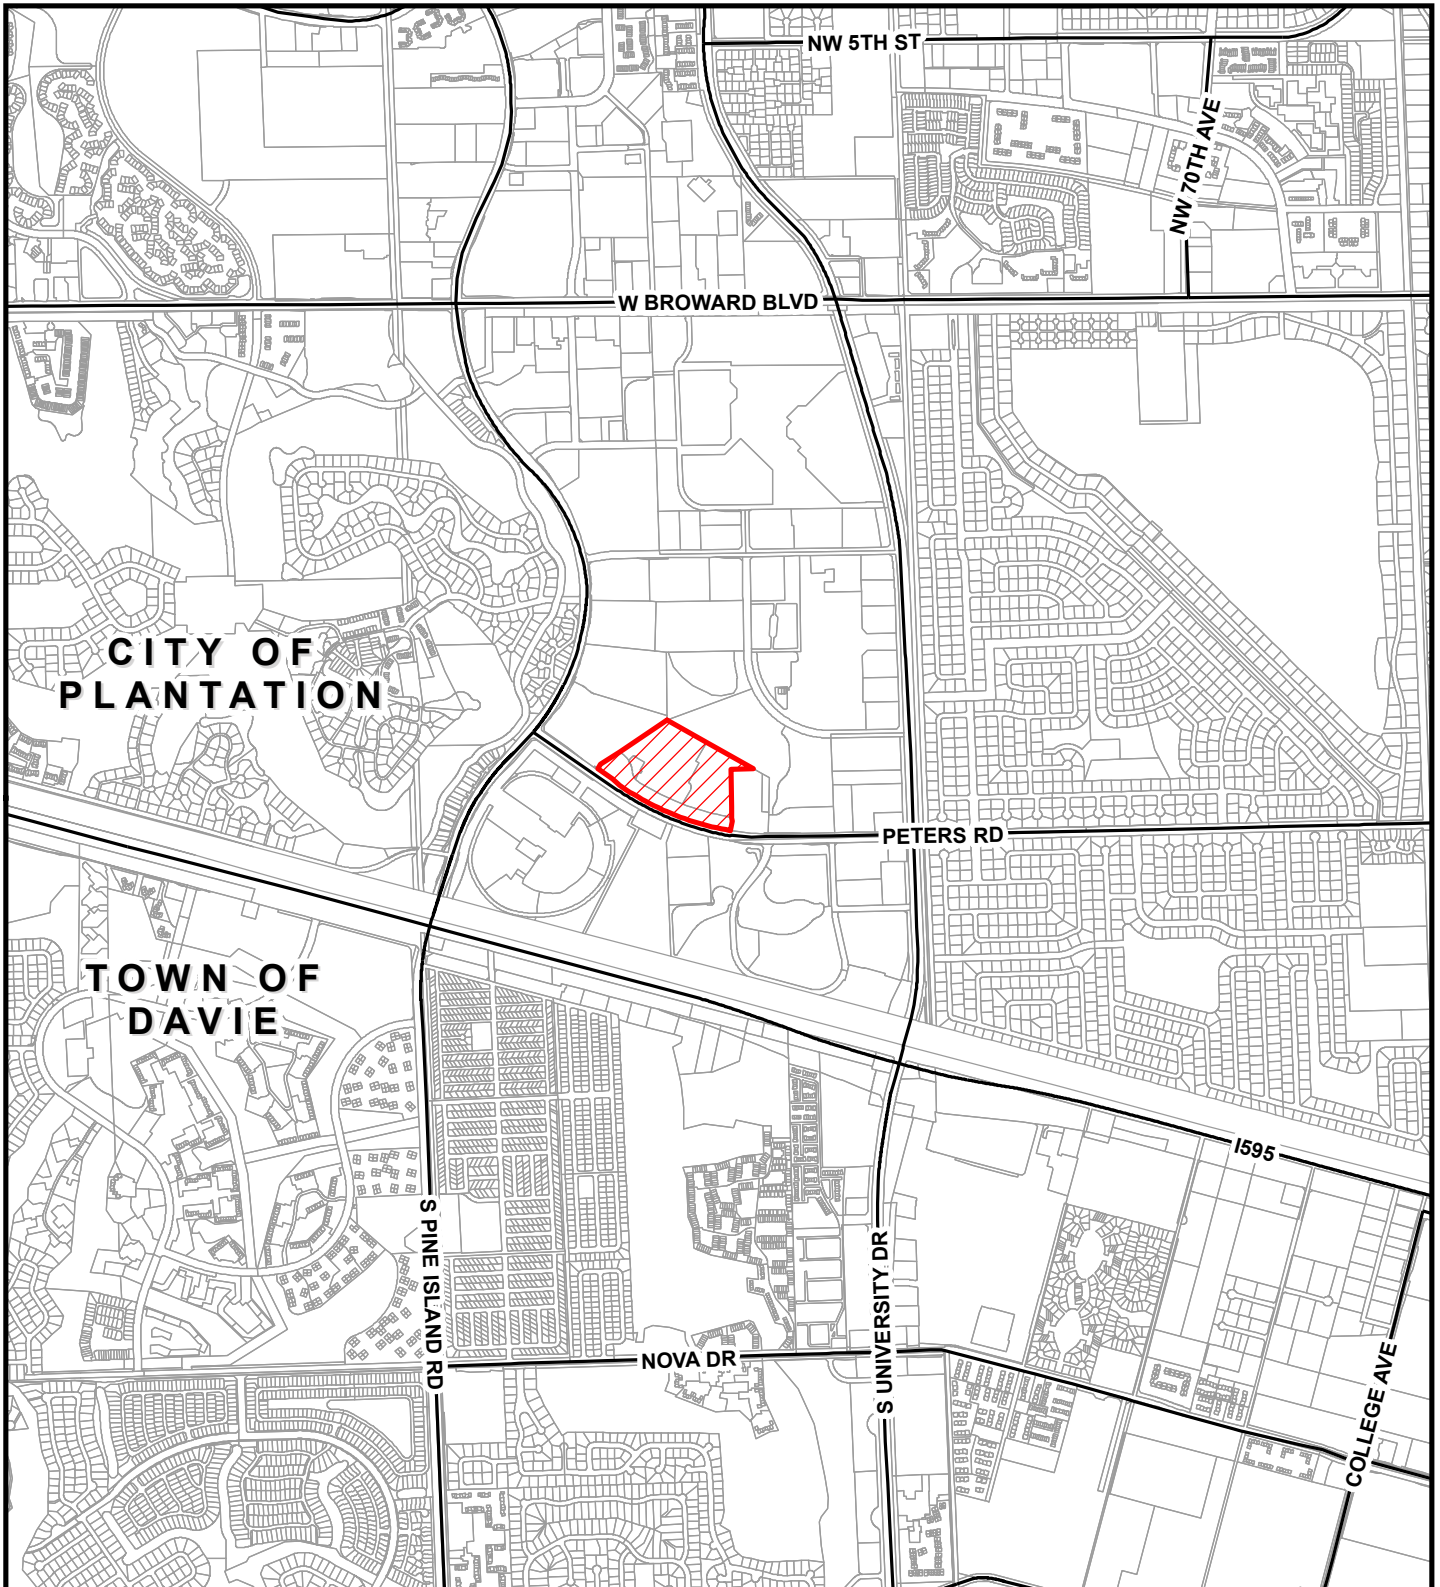 NW 5TH ST
NW 70TH AVE
W BROWARD BLVD
CITY OF
PLANTATION
PETERS RD
TOWN OF
DAVIE
I595
S PINE ISLAND RD
S UNIVERSITY DR
NOVA DR
COLLEGE AVE